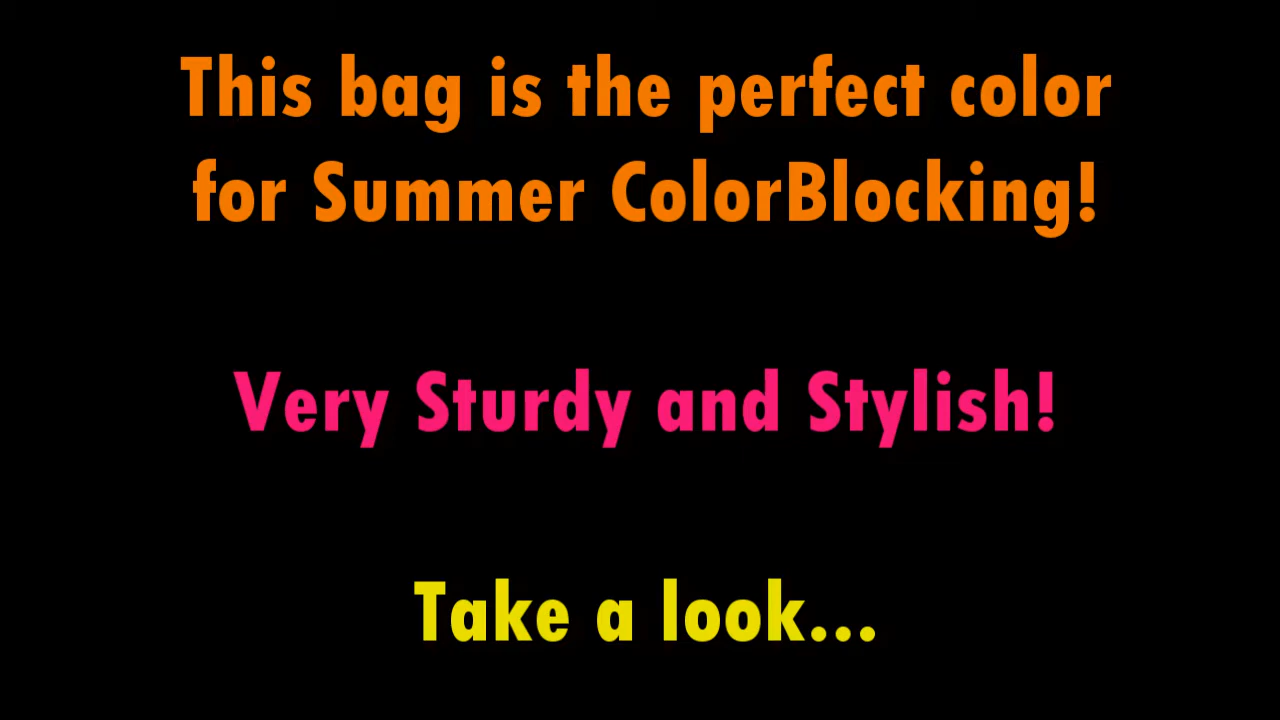 This bag is the perfect color
for Summer ColorBlocking!
Very Sturdy and Stylish!
Take a look...